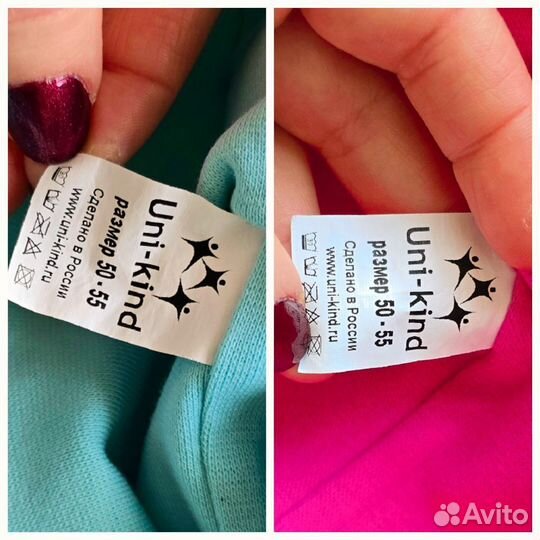 Uni-kind
размер 50 - 55
Сделано в России
www.uni-kind.ru
Uni-kind
размер 50 - 55
Сделано в России
www.uni-kind.ru
Avito